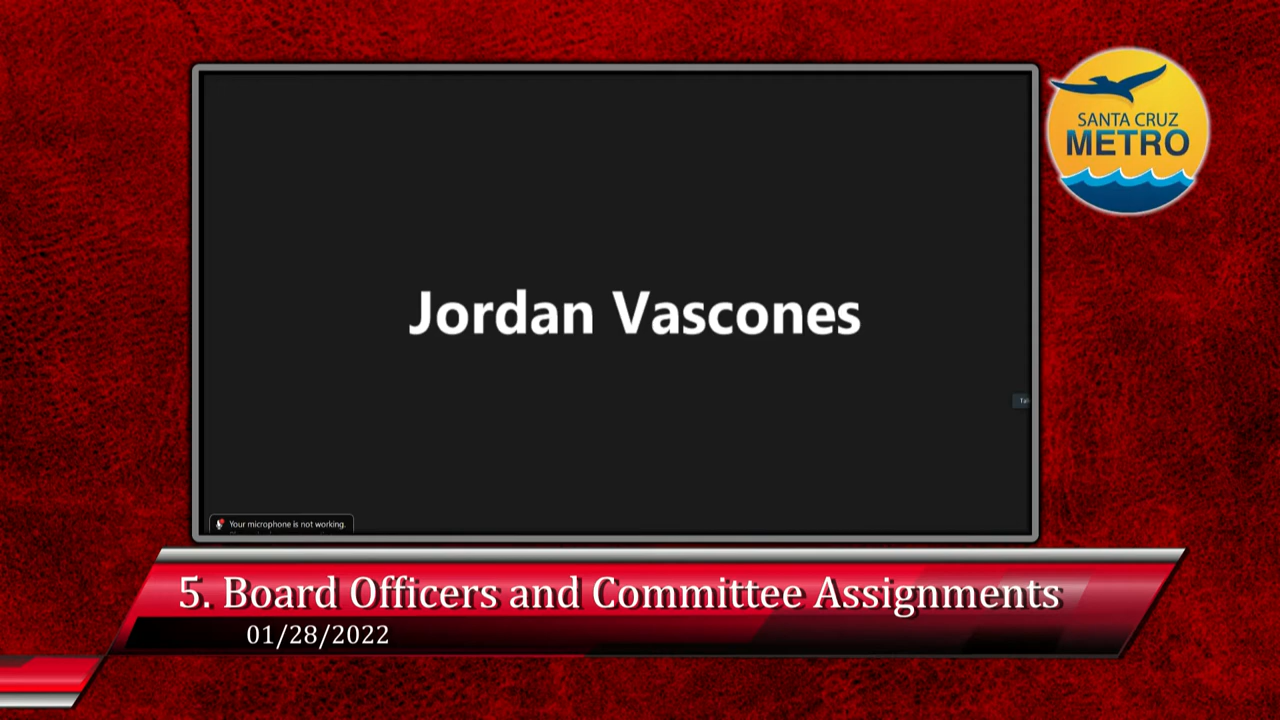 SANTA CRUZ
METRO
Jordan Vascones
Your microphone is not working.
5. Board Officers and Committee Assignments
01/28/2022